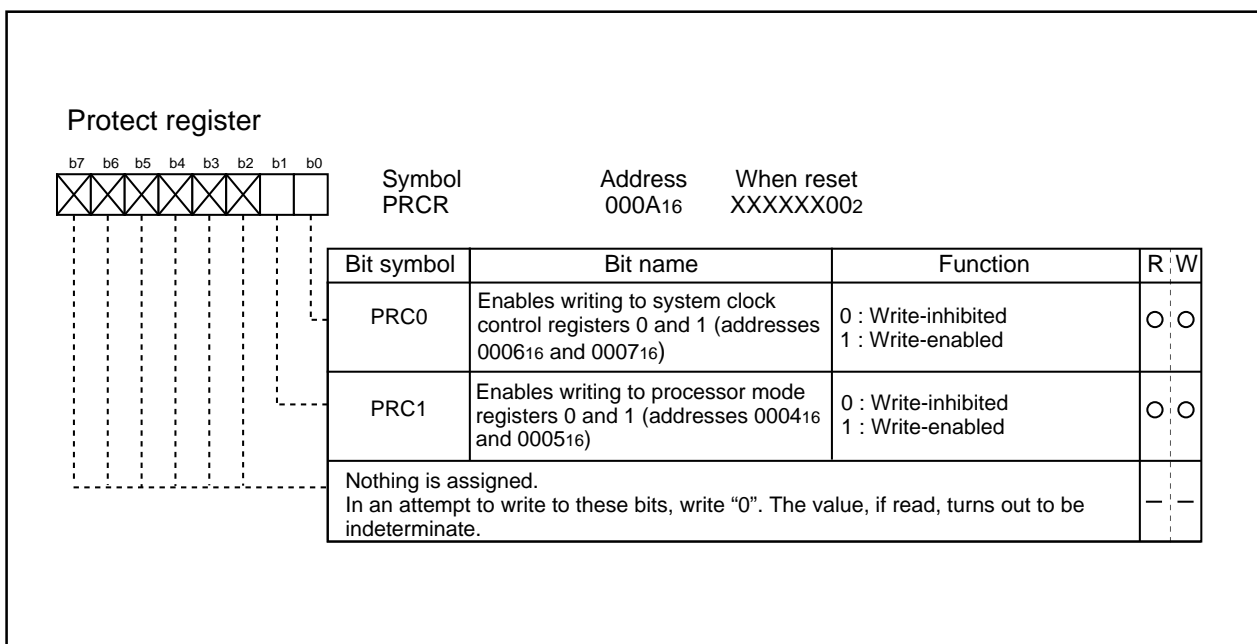 Protect register
b7 b6 b5 b4 b3 b2 b1 b0
Symbol Address When reset
PRCR 000A16 XXXXXX002
Bit symbol Bit name Function R W
PRC0 Enables writing to system clock
control registers 0 and 1 (addresses
000616 and 000716)
0 : Write-inhibited
1 : Write-enabled
PRC1 Enables writing to processor mode
registers 0 and 1 (addresses 000416
and 000516)
0 : Write-inhibited
1 : Write-enabled
Nothing is assigned.
In an attempt to write to these bits, write “0”. The value, if read, turns out to be
indeterminate.